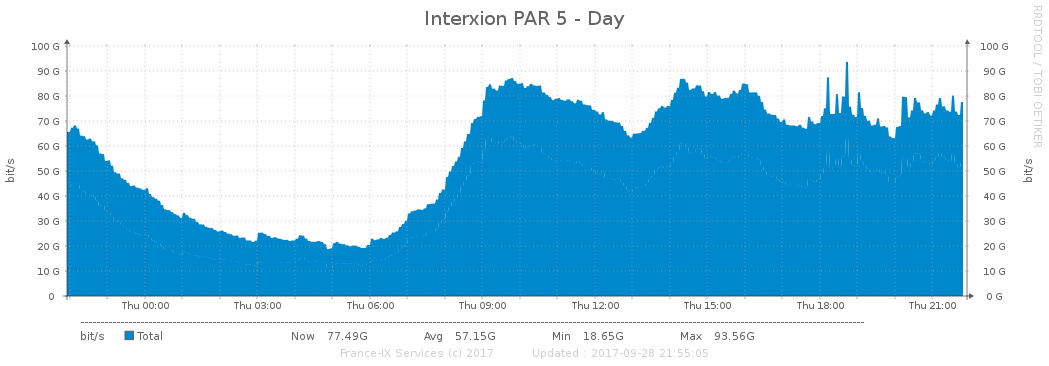 Interxion PAR 5 - Day
RRDTOOL / TOBI OETIKER
bit/s
100 G 100 G
90 G 90 G
80 G 80 G
70 G 70 G
60 G 60 G
50 G 50 G
40 G 40 G
30 G 30 G
20 G 20 G
10 G 10 G
0 0 G
bit/s
Thu 00:00 Thu 03:00 Thu 06:00 Thu 09:00 Thu 12:00 Thu 15:00 Thu 18:00 Thu 21:00
bit/s Total Now 77.49G Avg 57.15G Min 18.65G Max 93.56G
France-IX Services (c) 2017 Updated : 2017-09-28 21:55:05